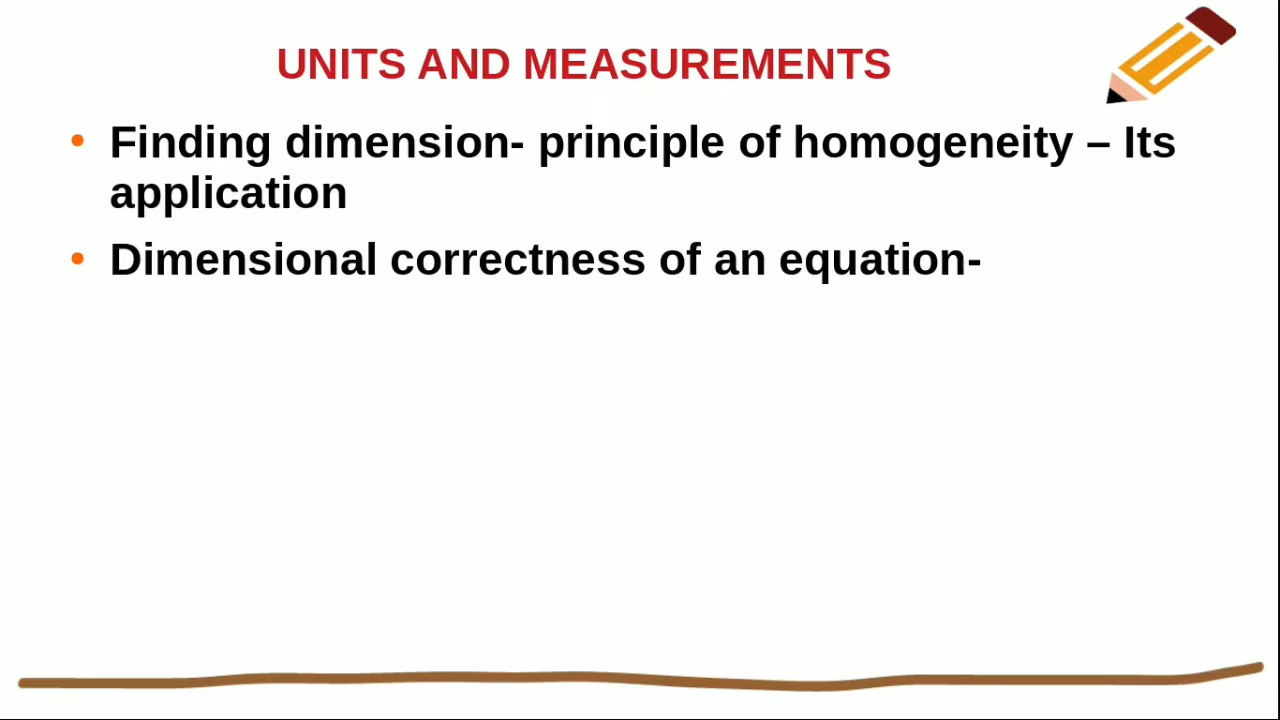 UNITS AND MEASUREMENTS
• Finding dimension- principle of homogeneity – Its
application
• Dimensional correctness of an equation-